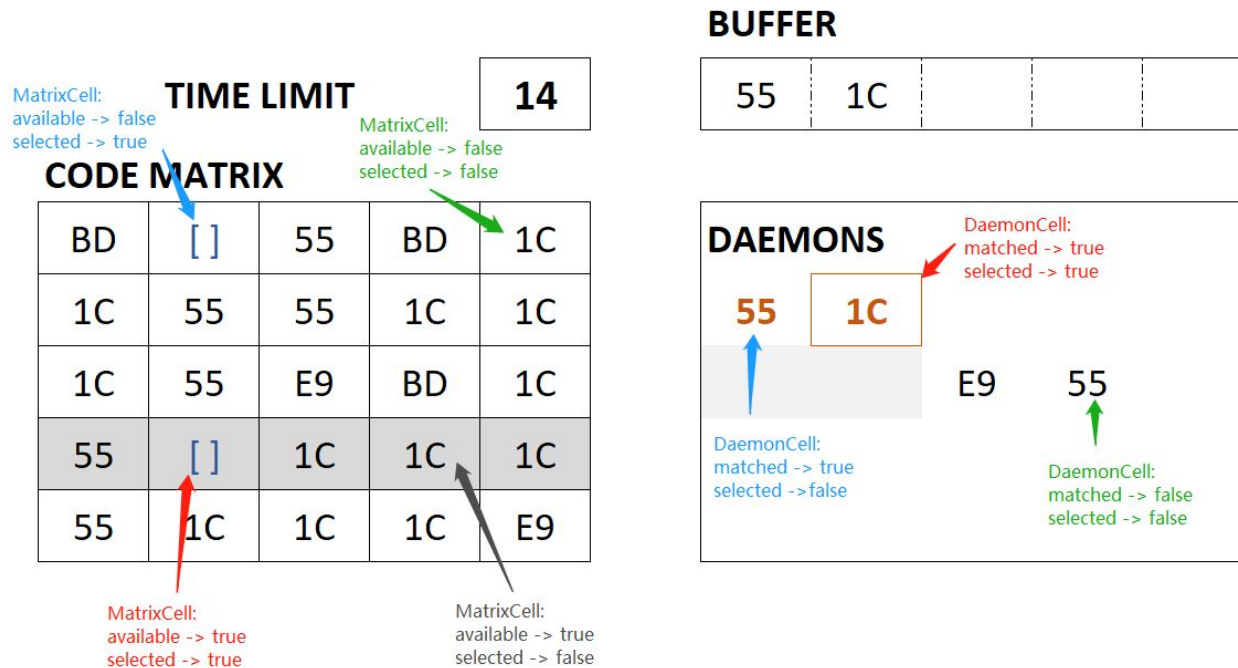 BUFFER
55 1C
TIME LIMIT 14
MatrixCell:
available -> false
selected -> true
MatrixCell:
available -> false
selected -> false
CODE MATRIX
BD [ ] 55 BD 1C
1C 55 55 1C 1C
1C 55 E9 BD 1C
55 [ ] 1C 1C 1C
55 1C 1C 1C E9
MatrixCell:
available -> true
selected -> true
MatrixCell:
available -> true
selected -> false
DAEMONS
DaemonCell:
matched -> true
selected -> true
55 1C
E9 55
DaemonCell:
matched -> true
selected ->false
DaemonCell:
matched -> false
selected -> false